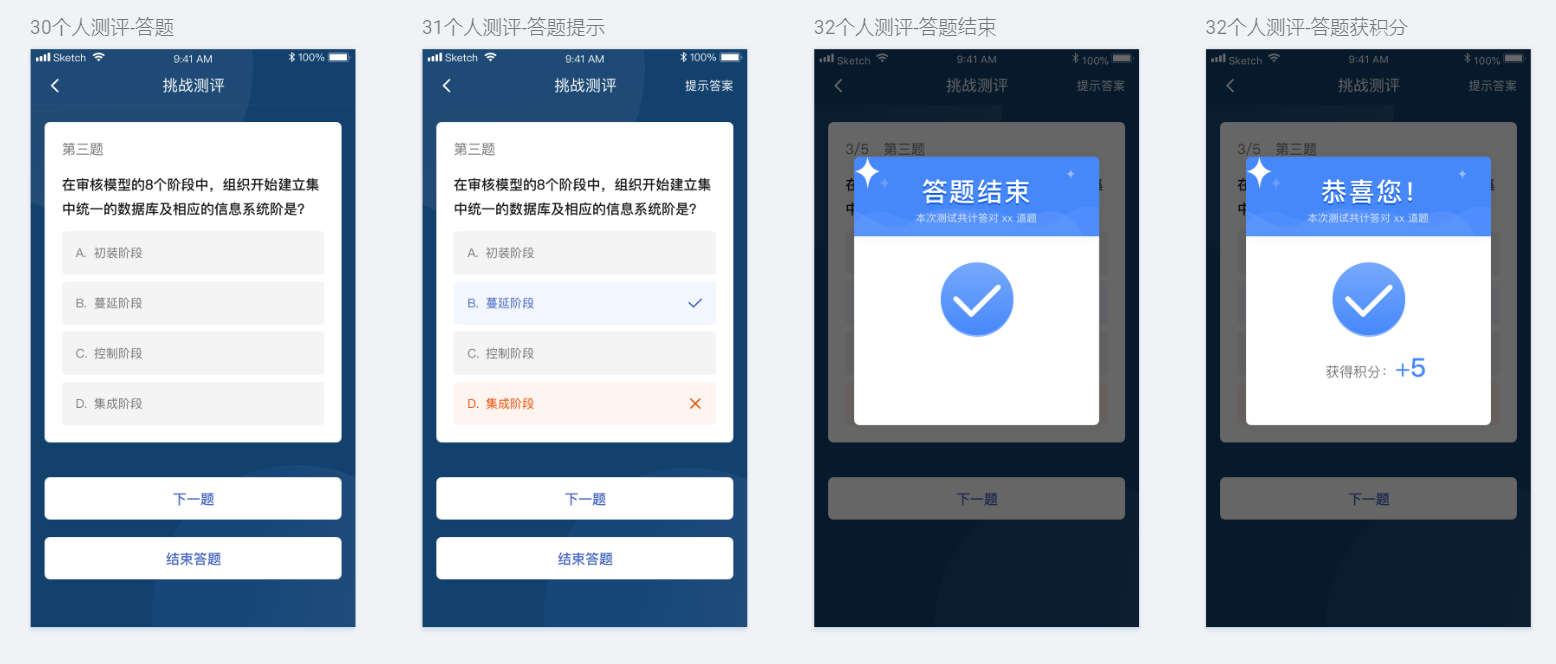 30个人测评-答题
Sketch 9:41 AM 100%
挑战测评
第三题
在审核模型的8个阶段中，组织开始建立集
中统一的数据库及相应的信息系统阶是?
A. 初装阶段
B. 蔓延阶段
C. 控制阶段
D. 集成阶段
下一题
结束答题
31个人测评-答题提示
Sketch 9:41 AM 100%
挑战测评 提示答案
第三题
在审核模型的8个阶段中，组织开始建立集
中统一的数据库及相应的信息系统阶是?
A. 初装阶段
B. 蔓延阶段
C. 控制阶段
D. 集成阶段
下一题
结束答题
32个人测评-答题结束
Sketch 9:41 AM 100%
挑战测评 提示答案
3/5 第三题
在 集
中
答题结束
本次测试共计答对 xx 道题
下一题
32个人测评-答题获积分
Sketch 9:41 AM 100%
挑战测评 提示答案
3/5 第三题
在 集
中
恭喜您!
本次测试共计答对 xx 道题
获得积分: +5
下一题